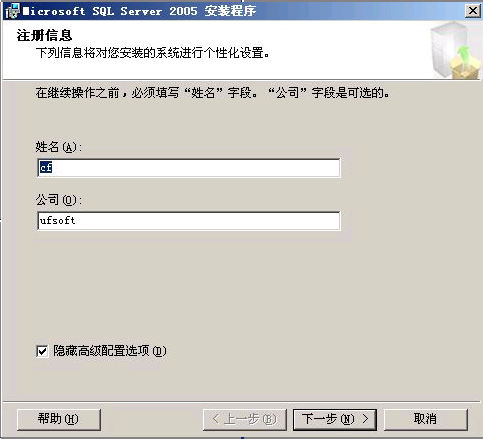 Microsoft SQL Server 2005 安装程序
注册信息
下列信息将对您安装的系统进行个性化设置。
在继续操作之前，必须填写“姓名”字段。“公司”字段是可选的。
姓名(A):
cf
公司(O):
ufsoft
隐藏高级配置选项(D)
帮助(H)
< 上一步(B)
下一步(N) >
取消